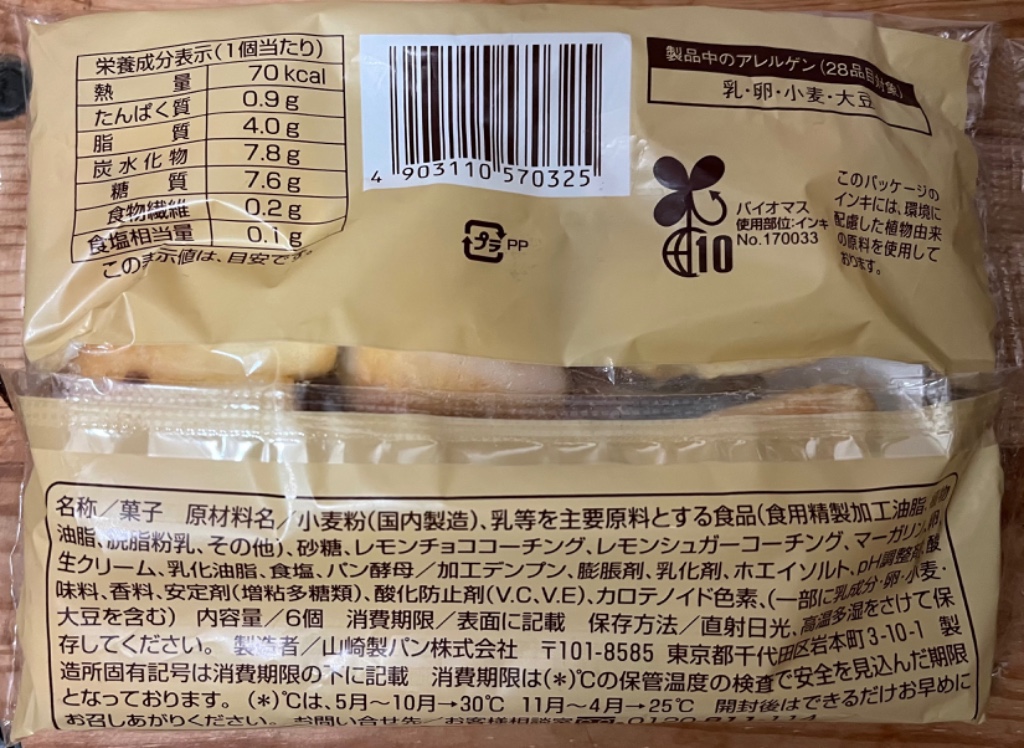 栄養成分表示(1個当たり)
熱量 70kcal
たんぱく質 0.9g
脂質 4.0g
炭水化物 7.8g
糖質 7.6g
食物繊維 0.2g
食塩相当量 0.1g
この表示値は、目安です。
4 903110 570325
プラ PP
製品中のアレルゲン(28品目対象)
乳・卵・小麦・大豆
バイオマス
使用部位:インキ
No.170033
10
このパッケージの
インキには、環境に
配慮した植物由来
の原料を使用して
おります。
名称/菓子 原材料名/小麦粉(国内製造)、乳等を主要原料とする食品(食用精製加工油脂、植物
油脂、脱脂粉乳、その他)、砂糖、レモンチョココーチング、レモンシュガーコーチング、マーガリン、卵、
生クリーム、乳化油脂、食塩、パン酵母/加工デンプン、膨脹剤、乳化剤、ホエイソルト、pH調整剤、酸
味料、香料、安定剤(増粘多糖類)、酸化防止剤(V.C、V.E)、カロテノイド色素、(一部に乳成分・卵・小麦・
大豆を含む) 内容量/6個 消費期限/表面に記載 保存方法/直射日光、高温多湿をさけて保
存してください。 製造者/山崎製パン株式会社 〒101-8585 東京都千代田区岩本町3-10-1 製
造所固有記号は消費期限の下に記載 消費期限は(*)℃の保管温度の検査で安全を見込んだ期限
となっております。 (*)℃は、5月~10月→30℃ 11月~4月→25℃ 開封後はできるだけお早めに
お召しあがりください。 お問い合せ先/お客様相談室 0120-811-114